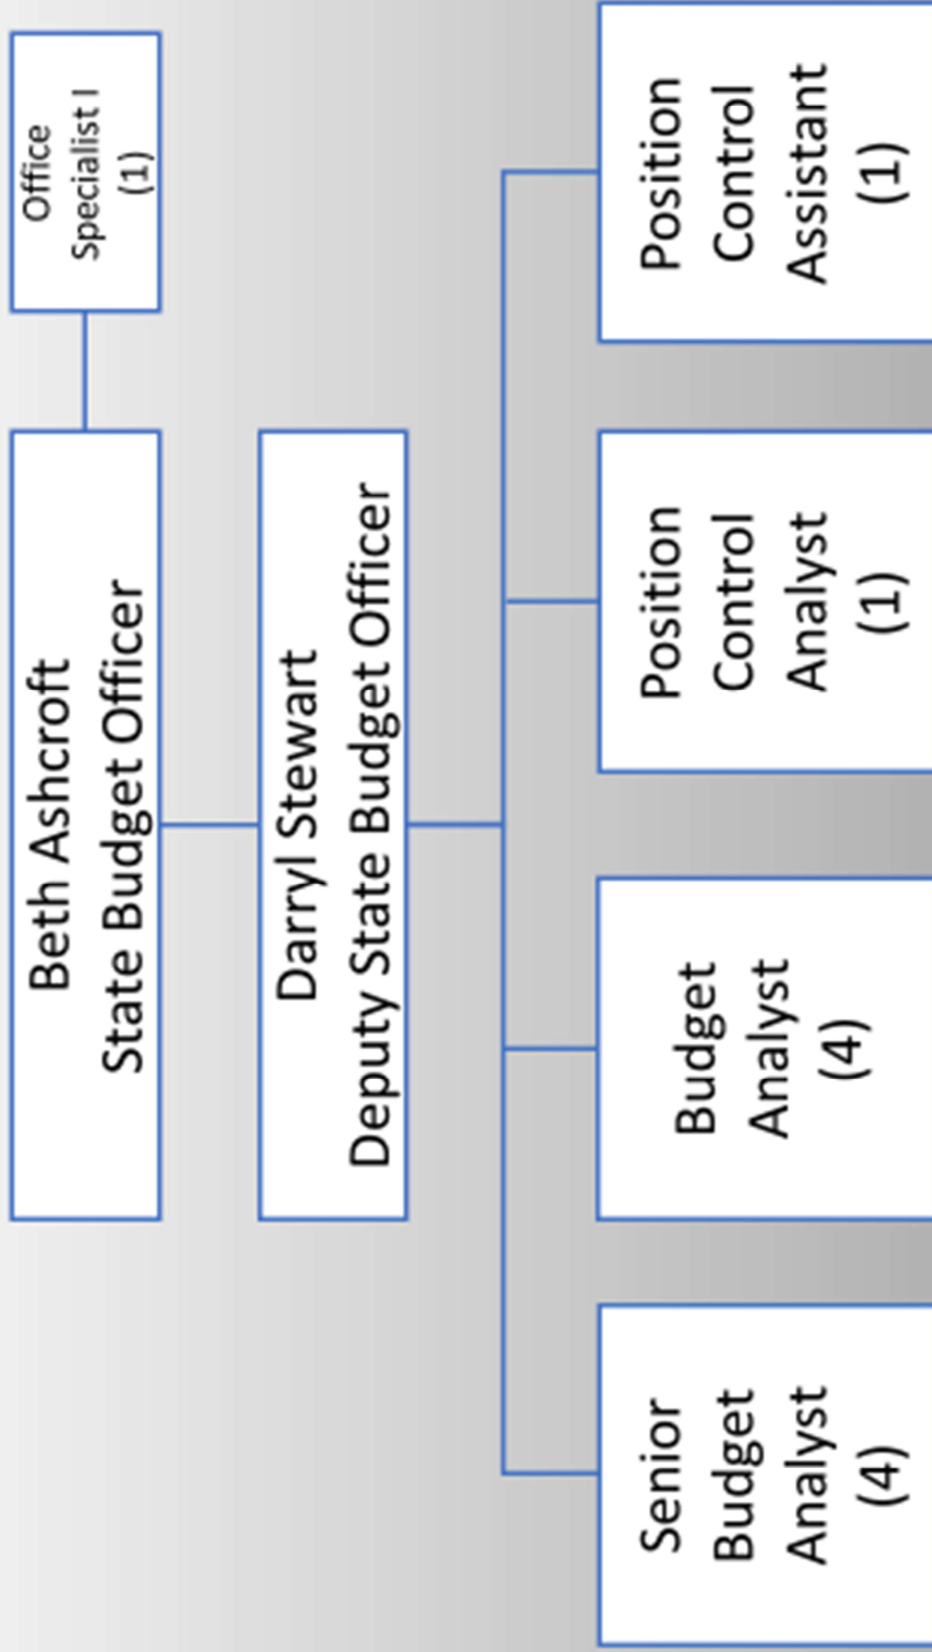 Beth Ashcroft
State Budget Officer
Office
Specialist I
(1)
Darryl Stewart
Deputy State Budget Officer
Senior
Budget
Analyst
(4)
Budget
Analyst
(4)
Position
Control
Analyst
(1)
Position
Control
Assistant
(1)